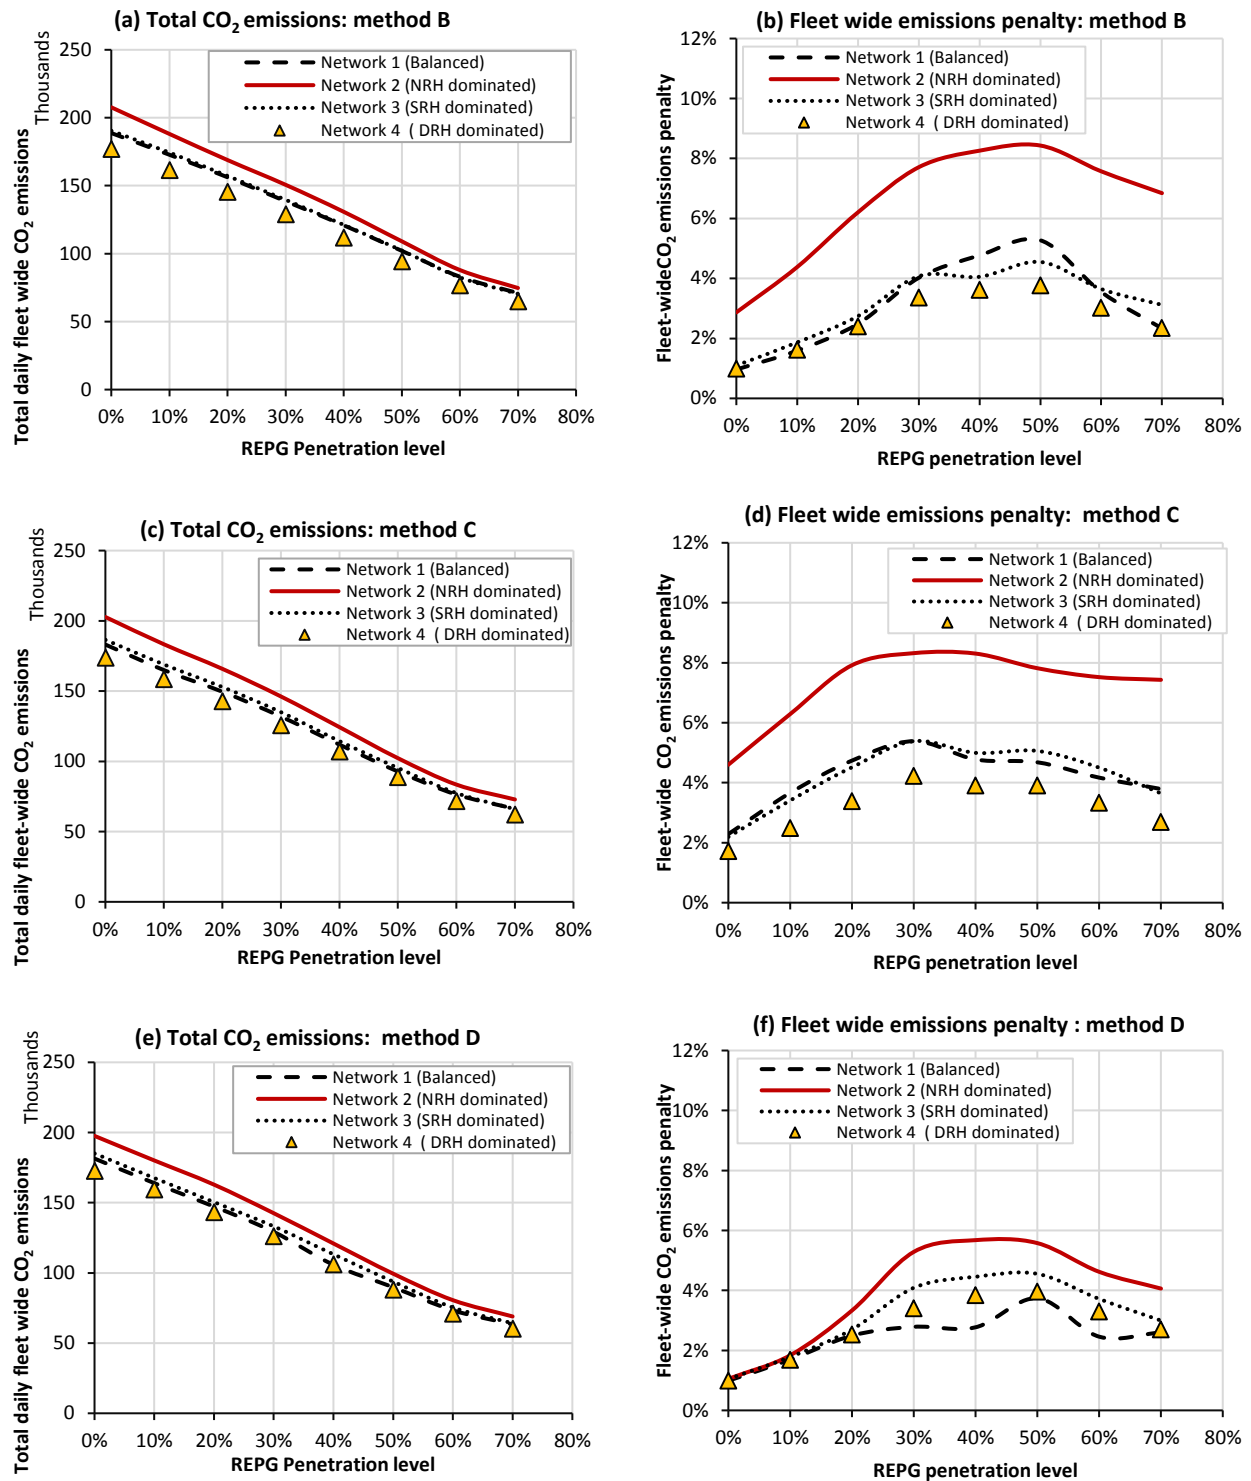 (a) Total CO2 emissions: method B
Thousands
Total daily fleet wide CO2 emissions
250
200
150
100
50
0
Network 1 (Balanced)
Network 2 (NRH dominated)
Network 3 (SRH dominated)
Network 4 ( DRH dominated)
0% 10% 20% 30% 40% 50% 60% 70% 80%
REPG Penetration level
(b) Fleet wide emissions penalty: method B
Fleet-wideCO2 emissions penalty
12%
10%
8%
6%
4%
2%
0%
Network 1 (Balanced)
Network 2 (NRH dominated)
Network 3 (SRH dominated)
Network 4 ( DRH dominated)
0% 10% 20% 30% 40% 50% 60% 70% 80%
REPG penetration level
(c) Total CO2 emissions: method C
Thousands
Total daily fleet-wide CO2 emissions
250
200
150
100
50
0
Network 1 (Balanced)
Network 2 (NRH dominated)
Network 3 (SRH dominated)
Network 4 ( DRH dominated)
0% 10% 20% 30% 40% 50% 60% 70% 80%
REPG Penetration level
(d) Fleet wide emissions penalty: method C
Fleet-wide CO2 emissions penalty
12%
10%
8%
6%
4%
2%
0%
Network 1 (Balanced)
Network 2 (NRH dominated)
Network 3 (SRH dominated)
Network 4 ( DRH dominated)
0% 10% 20% 30% 40% 50% 60% 70% 80%
REPG penetration level
(e) Total CO2 emissions: method D
Thousands
Total daily fleet wide CO2 emissions
250
200
150
100
50
0
Network 1 (Balanced)
Network 2 (NRH dominated)
Network 3 (SRH dominated)
Network 4 ( DRH dominated)
0% 10% 20% 30% 40% 50% 60% 70% 80%
REPG Penetration level
(f) Fleet wide emissions penalty : method D
Fleet-wide CO2 emissions penalty
12%
10%
8%
6%
4%
2%
0%
Network 1 (Balanced)
Network 2 (NRH dominated)
Network 3 (SRH dominated)
Network 4 ( DRH dominated)
0% 10% 20% 30% 40% 50% 60% 70% 80%
REPG penetration level